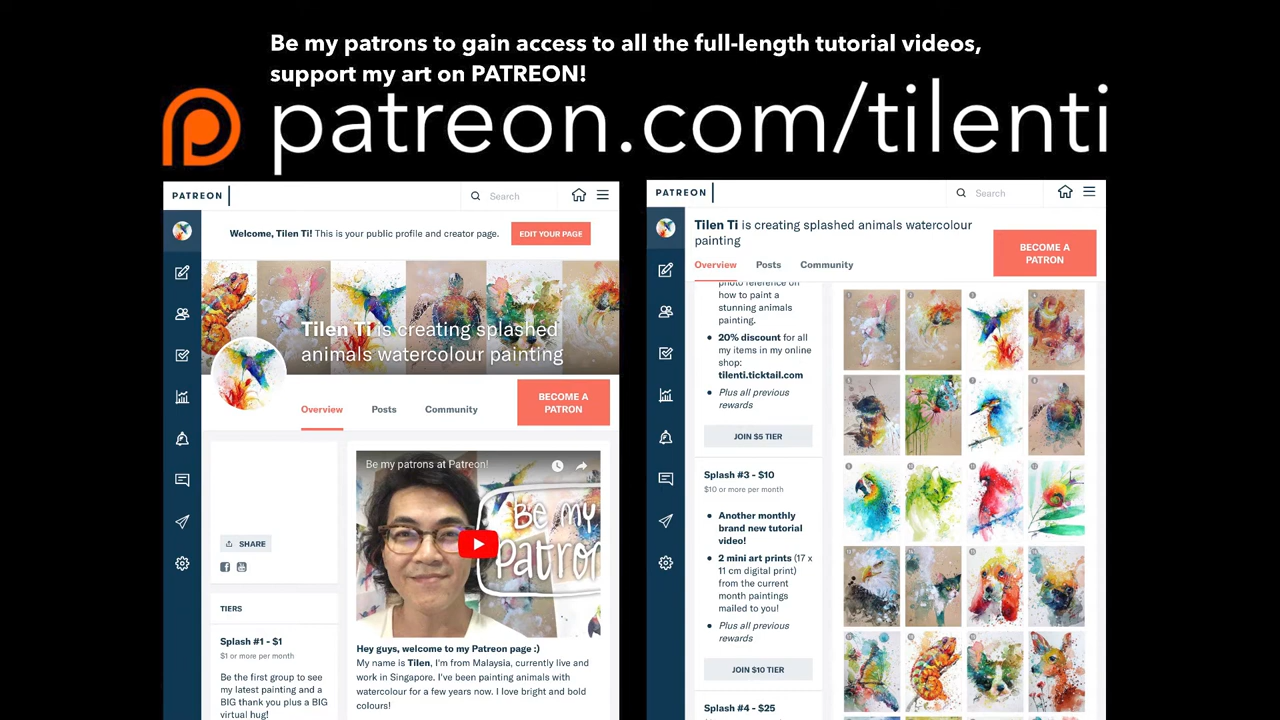 Be my patrons to gain access to all the full-length tutorial videos,
support my art on PATREON!
patreon.com/tilenti
PATREON
Search
Welcome, Tilen Ti! This is your public profile and creator page.
EDIT YOUR PAGE
Tilen Ti is creating splashed
animals watercolour painting
Overview
Posts
Community
BECOME A
PATRON
SHARE
TIERS
Splash #1 - $1
$1 or more per month
Be the first group to see
my latest painting and a
BIG thank you plus a BIG
virtual hug!
Be my patrons at Patreon!
Be my
Patron
Hey guys, welcome to my Patreon page :)
My name is Tilen, I'm from Malaysia, currently live and
work in Singapore. I've been painting animals with
watercolour for a few years now. I love bright and bold
colours!
PATREON
Search
Tilen Ti is creating splashed animals watercolour
painting
BECOME A
PATRON
Overview
Posts
Community
photo reference on
how to paint a
stunning animals
painting.
20% discount for all
my items in my online
shop:
tilenti.ticktail.com
Plus all previous
rewards
JOIN $5 TIER
Splash #3 - $10
$10 or more per month
Another monthly
brand new tutorial
video!
2 mini art prints (17 x
11 cm digital print)
from the current
month paintings
mailed to you!
Plus all previous
rewards
JOIN $10 TIER
Splash #4 - $25